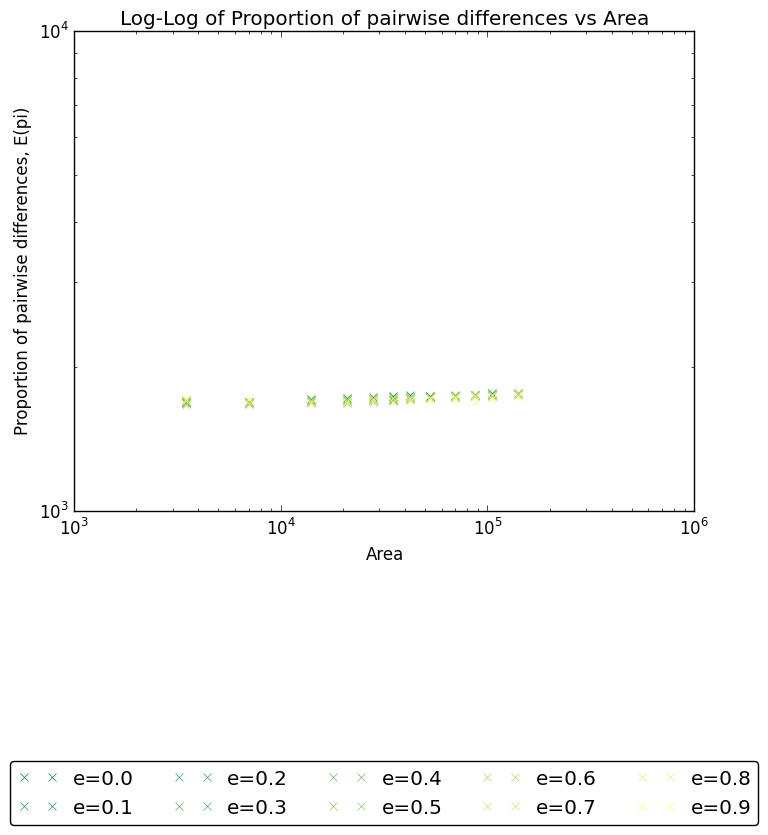 Log-Log of Proportion of pairwise differences vs Area
10^4
Proportion of pairwise differences, E(pi)
10^3
10^3 10^4 10^5 10^6
Area
e=0.0 e=0.2 e=0.4 e=0.6 e=0.8
e=0.1 e=0.3 e=0.5 e=0.7 e=0.9